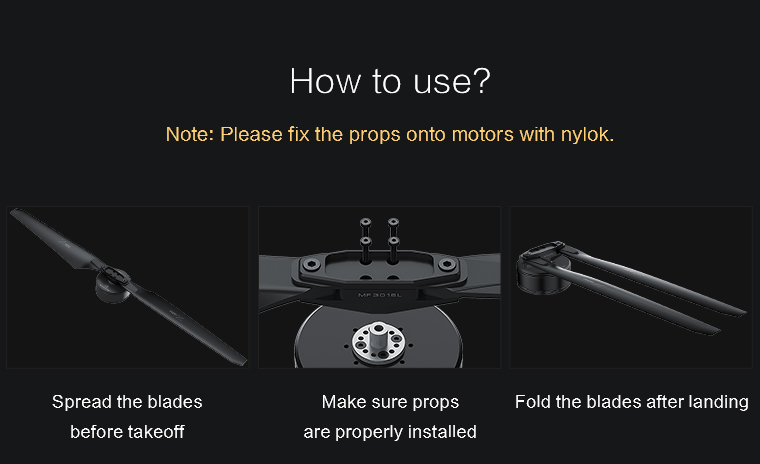 How to use?
Note: Please fix the props onto motors with nylok.
MF3016L
Spread the blades
before takeoff
Make sure props
are properly installed
Fold the blades after landing